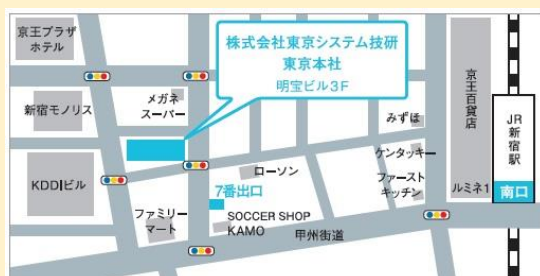 京王プラザ
ホテル
株式会社東京システム技研
東京本社
明宝ビル3F
新宿モノリス
メガネ
スーパー
みずほ
京王百貨店
JR新宿駅
KDDIビル
ローソン
ケンタッキー
7番出口
ファースト
キッチン
ルミネ1
南口
ファミリー
マート
SOCCER SHOP
KAMO
甲州街道